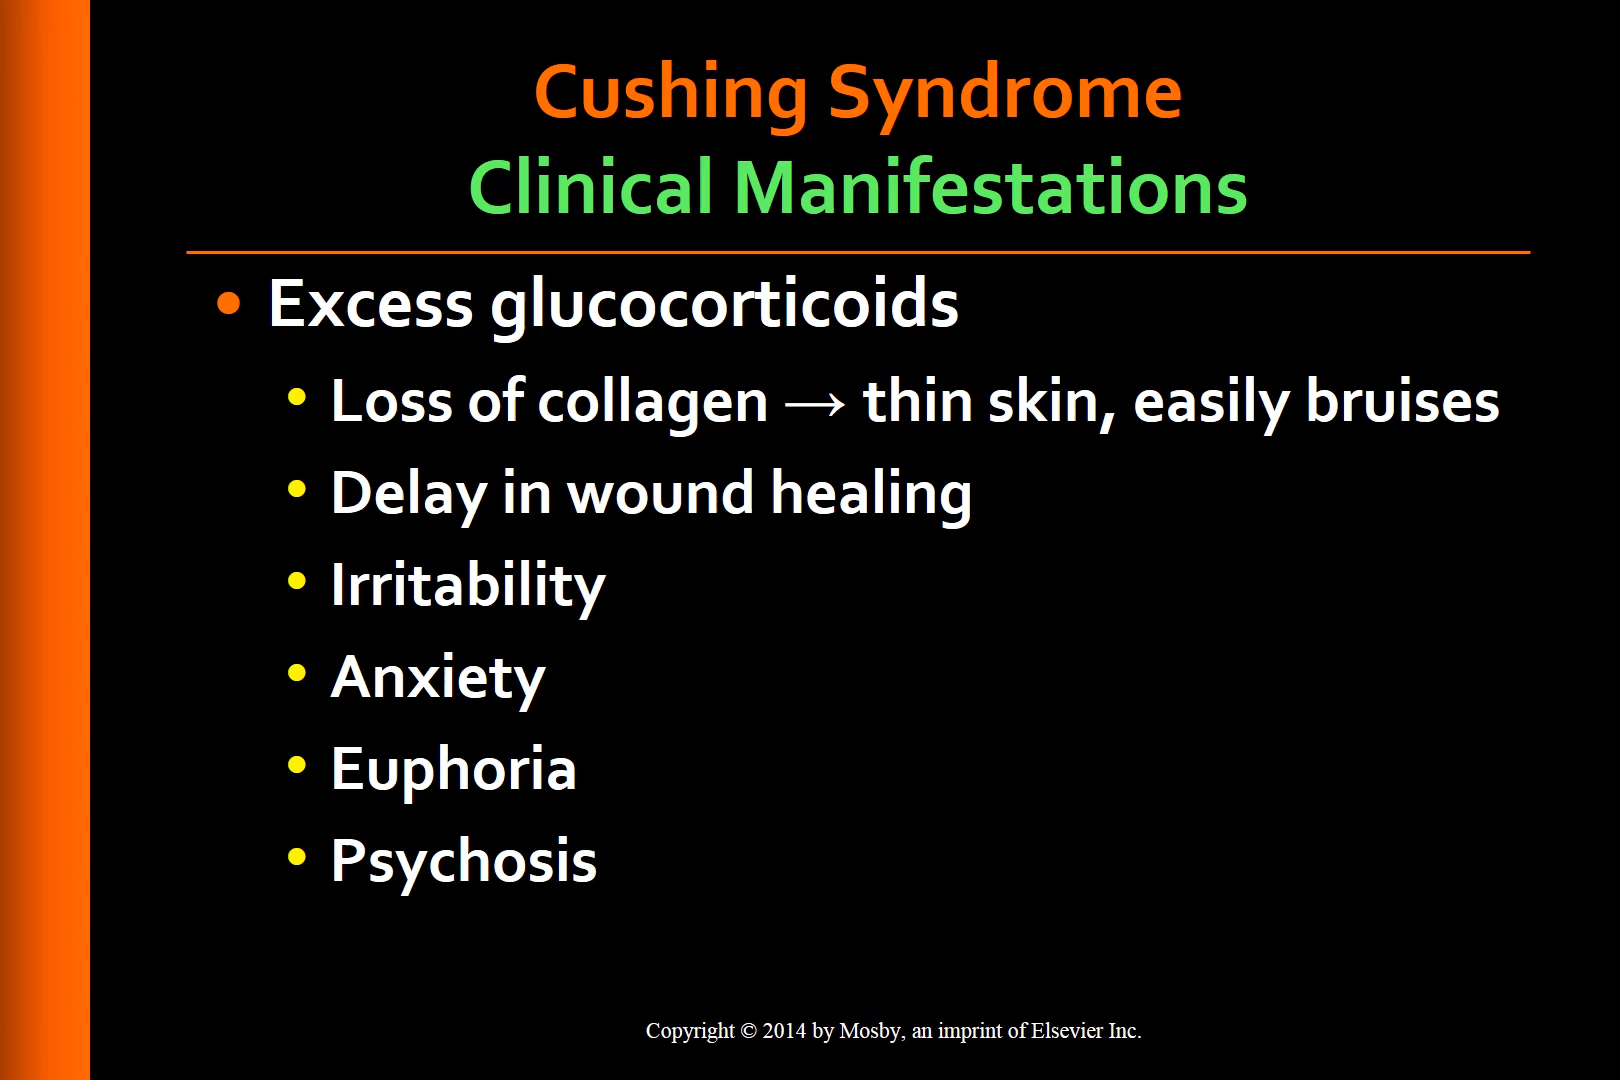 Cushing Syndrome
Clinical Manifestations
• Excess glucocorticoids
• Loss of collagen → thin skin, easily bruises
• Delay in wound healing
• Irritability
• Anxiety
• Euphoria
• Psychosis
Copyright © 2014 by Mosby, an imprint of Elsevier Inc.